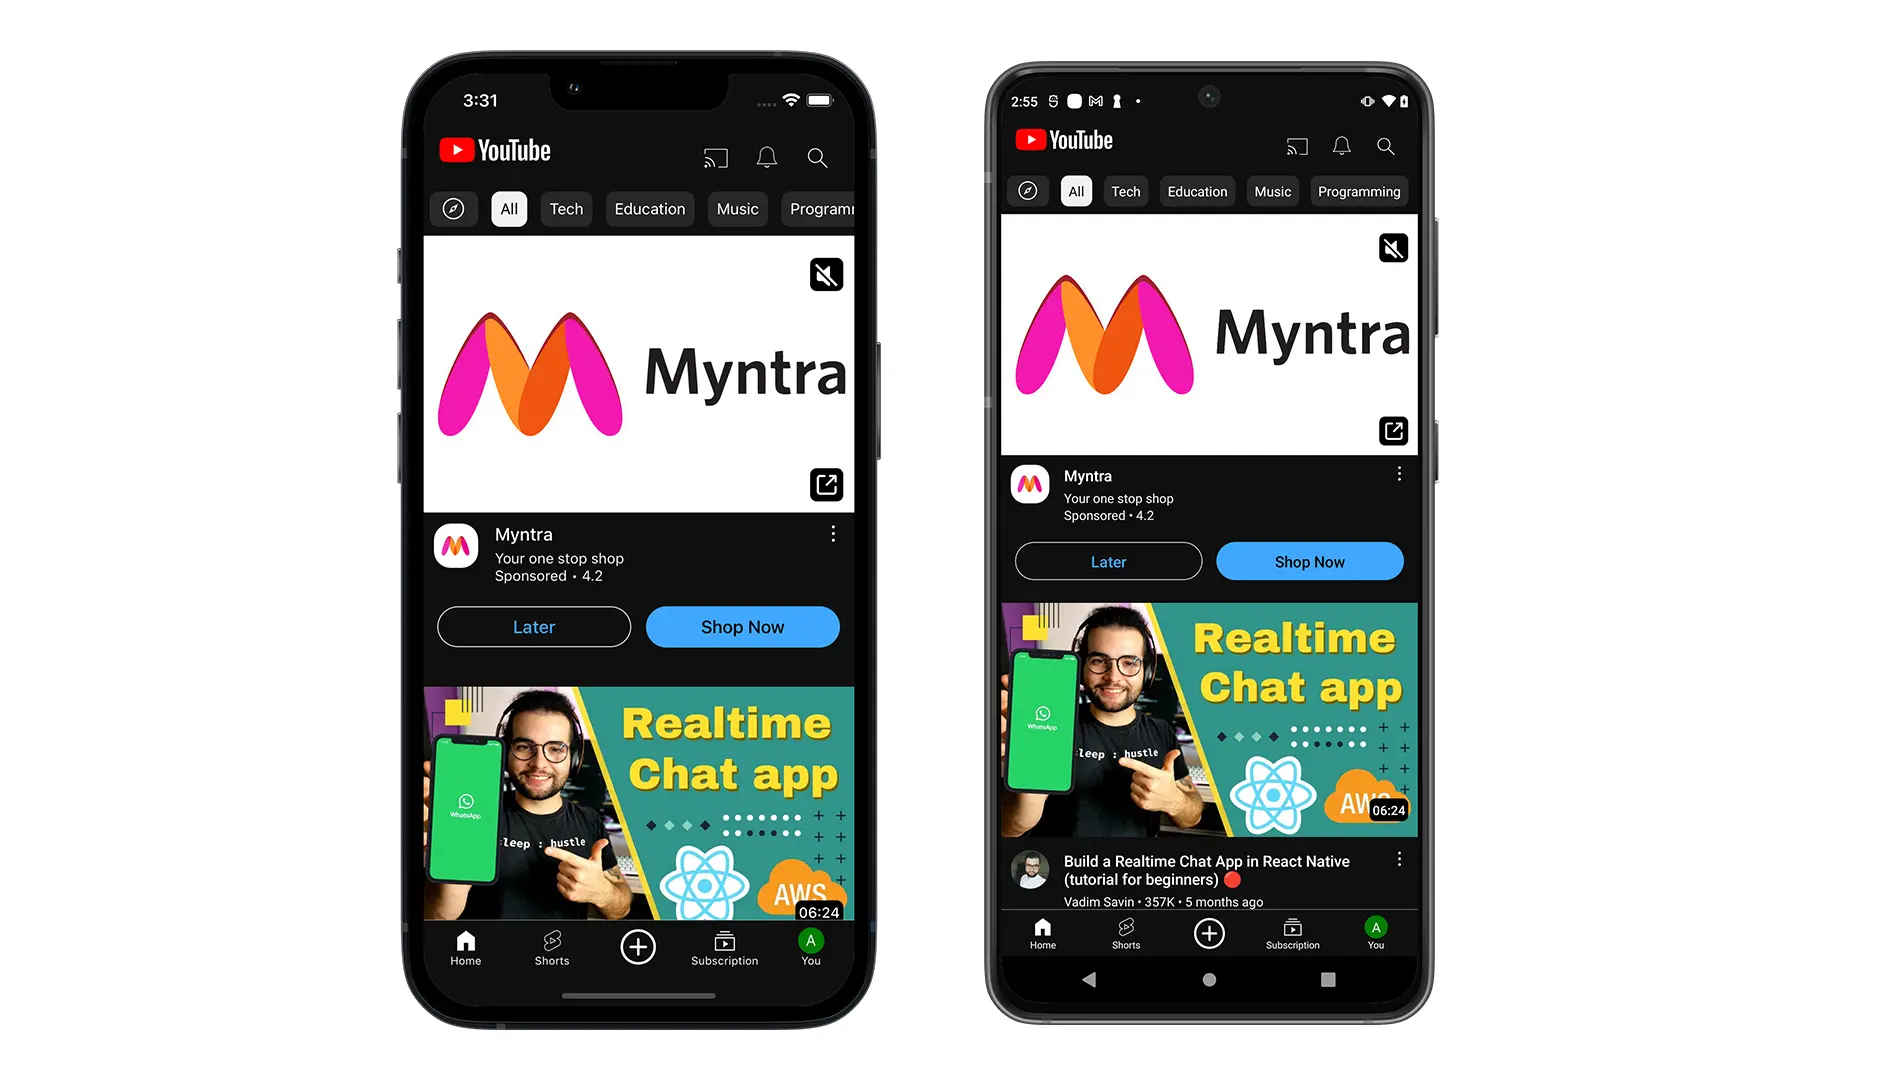 3:31
YouTube
All Tech Education Music Programm
Myntra
Myntra
Your one stop shop
Sponsored • 4.2
Later Shop Now
Realtime
Chat app
WhatsApp
sleep : hustle
AWS
06:24
Home Shorts Subscription A You
2:55
YouTube
All Tech Education Music Programming
Myntra
Myntra
Your one stop shop
Sponsored • 4.2
Later Shop Now
Realtime
Chat app
WhatsApp
sleep : hustle
AWS
06:24
Build a Realtime Chat App in React Native
(tutorial for beginners) 🔴
Vadim Savin • 357K • 5 months ago
Home Shorts Subscription A You